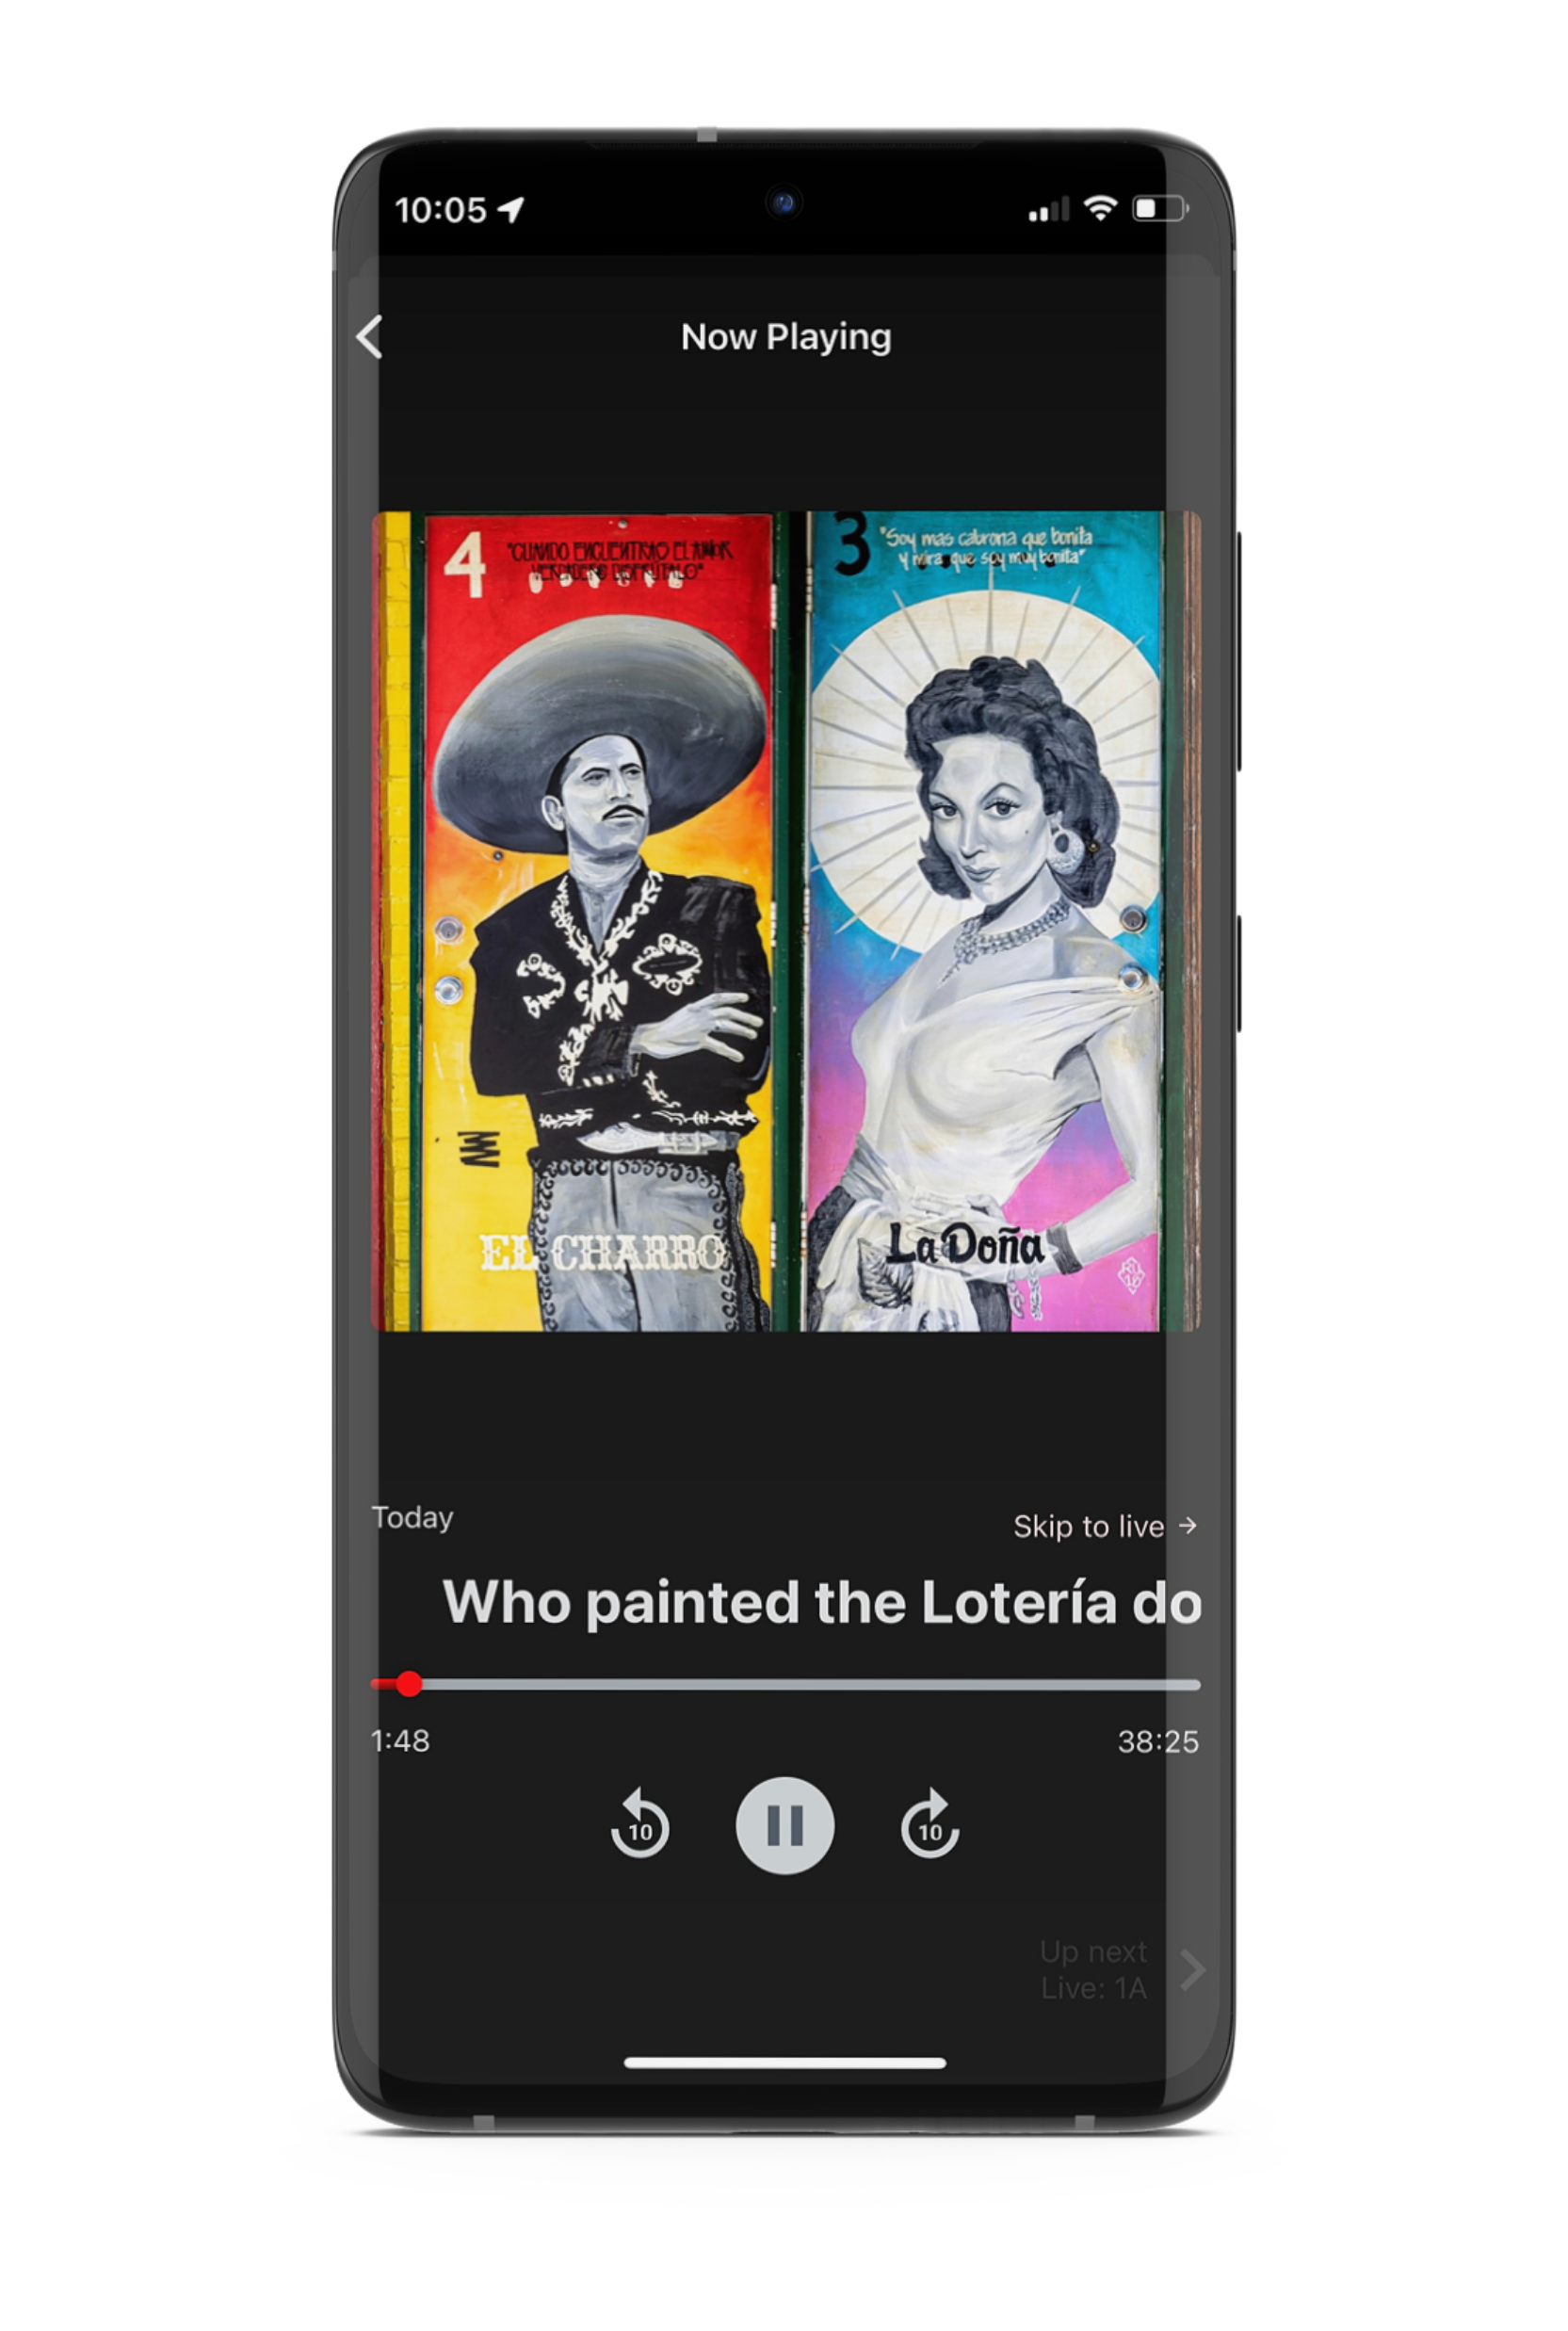 10:05
Now Playing
4
"CUANDO ENCUENTRAS EL AMOR
VERDADERO DISFRUTALO"
3
"Soy mas cabrona que bonita
y mira que soy muy bonita"
EL CHARRO
La Doña
Today
Skip to live →
Who painted the Lotería do
1:48
38:25
10
10
Up next
Live: 1A